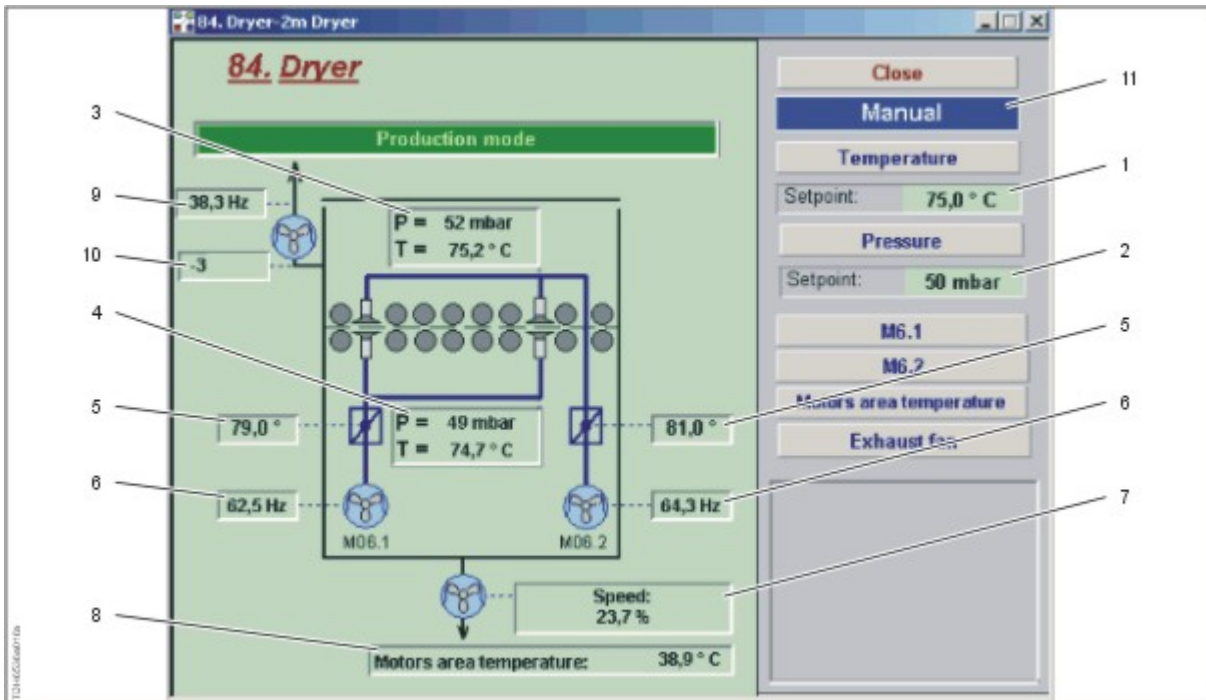 84. Dryer-2m Dryer
84. Dryer
Production mode
Close
Manual
Temperature
Setpoint: 75,0 ° C
Pressure
Setpoint: 50 mbar
M6.1
M6.2
Motors area temperature
Exhaust fan
38,3 Hz
-3
P = 52 mbar
T = 75,2 ° C
P = 49 mbar
T = 74,7 ° C
79,0 °
81,0 °
62,5 Hz
64,3 Hz
M06.1
M06.2
Speed:
23,7 %
Motors area temperature: 38,9 ° C
3
9
10
4
5
6
8
11
1
2
5
6
7